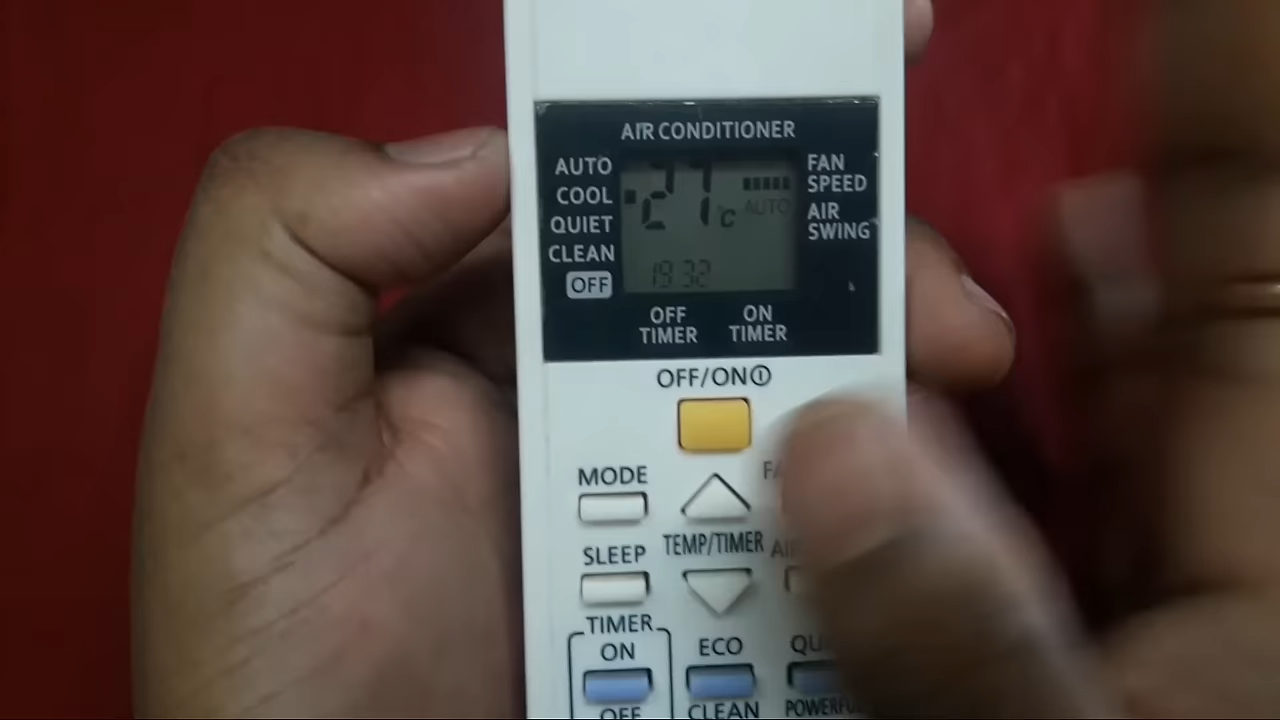 AIR CONDITIONER
AUTO
COOL
QUIET
CLEAN
OFF
27°C
AUTO
19 32
FAN
SPEED
AIR
SWING
OFF
TIMER
ON
TIMER
OFF/ON
MODE
SLEEP
TEMP/TIMER
TIMER
ON
OFF
ECO
CLEAN